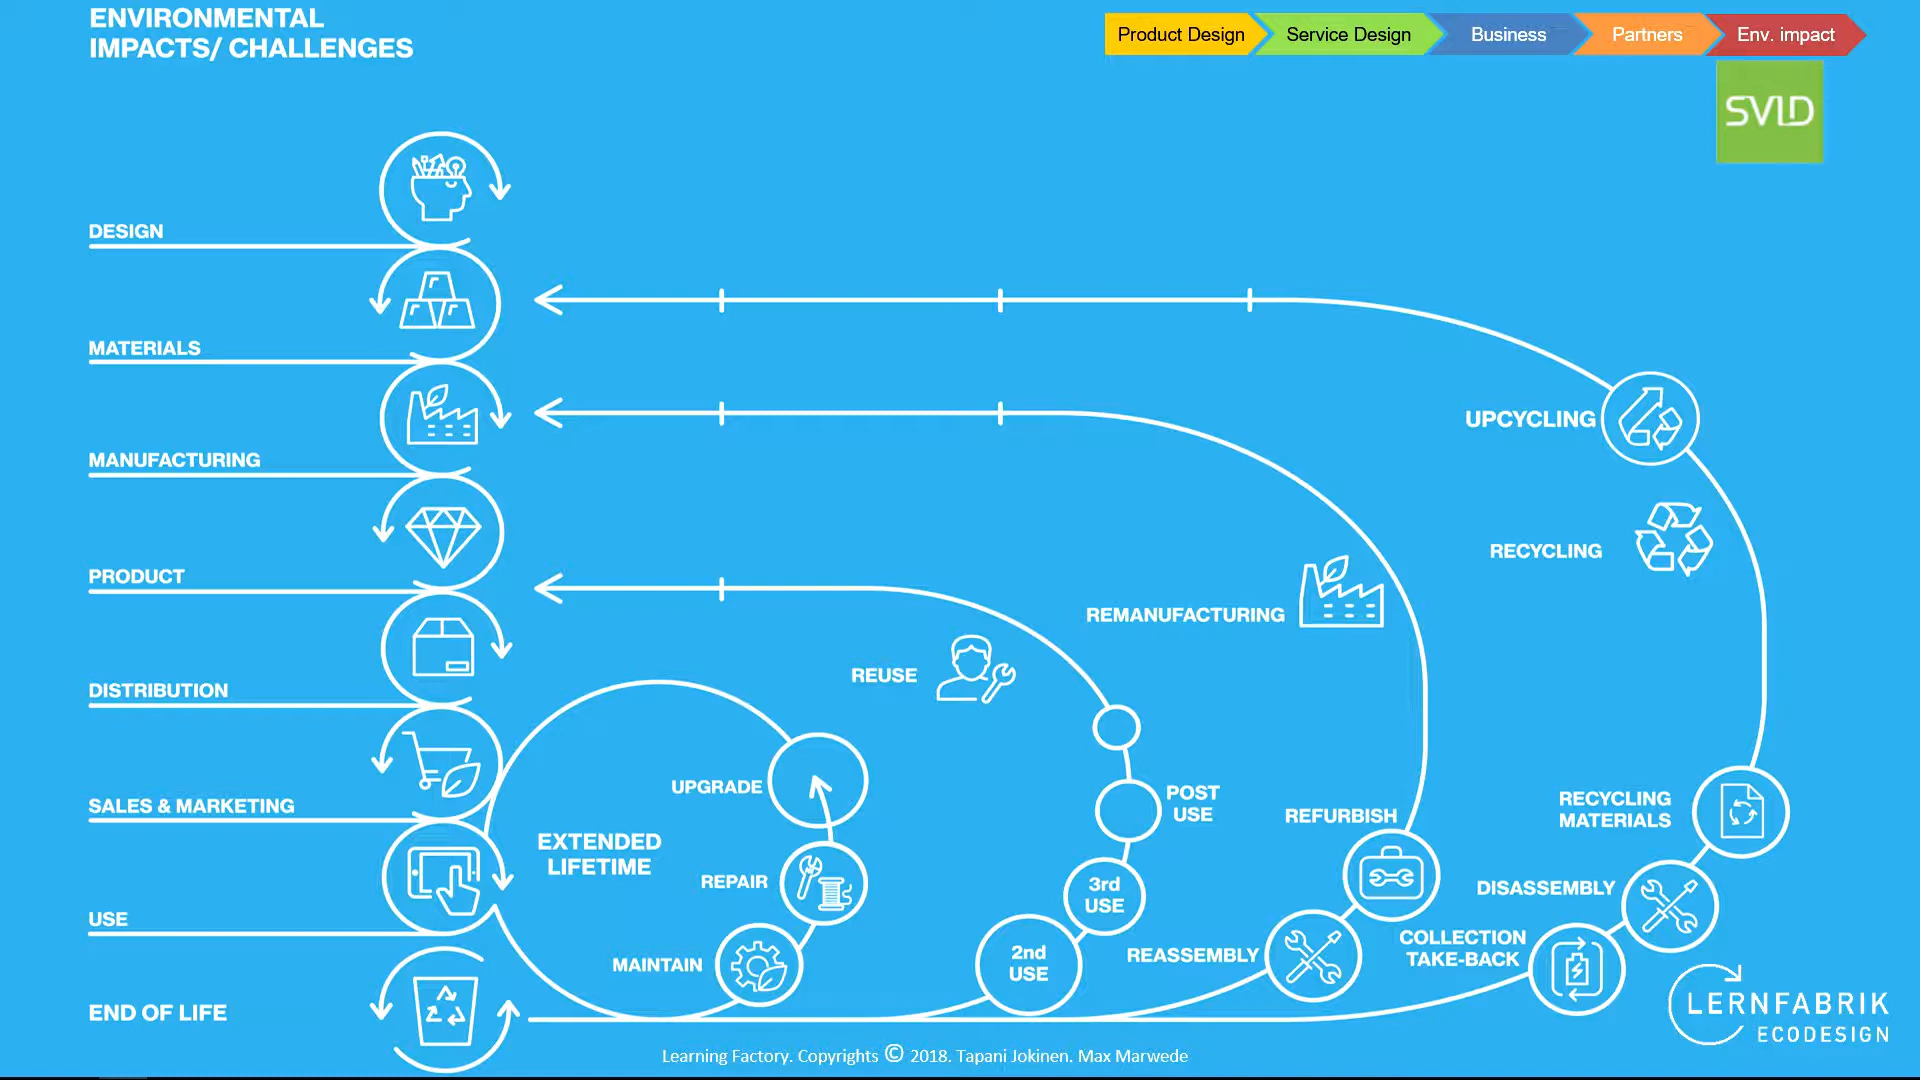 ENVIRONMENTAL
IMPACTS/ CHALLENGES
Product Design
Service Design
Business
Partners
Env. impact
SVID
DESIGN
MATERIALS
MANUFACTURING
PRODUCT
DISTRIBUTION
SALES & MARKETING
USE
END OF LIFE
EXTENDED
LIFETIME
UPGRADE
REPAIR
MAINTAIN
REUSE
POST
USE
3rd
USE
2nd
USE
REMANUFACTURING
REFURBISH
REASSEMBLY
UPCYCLING
RECYCLING
RECYCLING
MATERIALS
DISASSEMBLY
COLLECTION
TAKE-BACK
LERNFABRIK
ECODESIGN
Learning Factory. Copyrights © 2018. Tapani Jokinen. Max Marwede